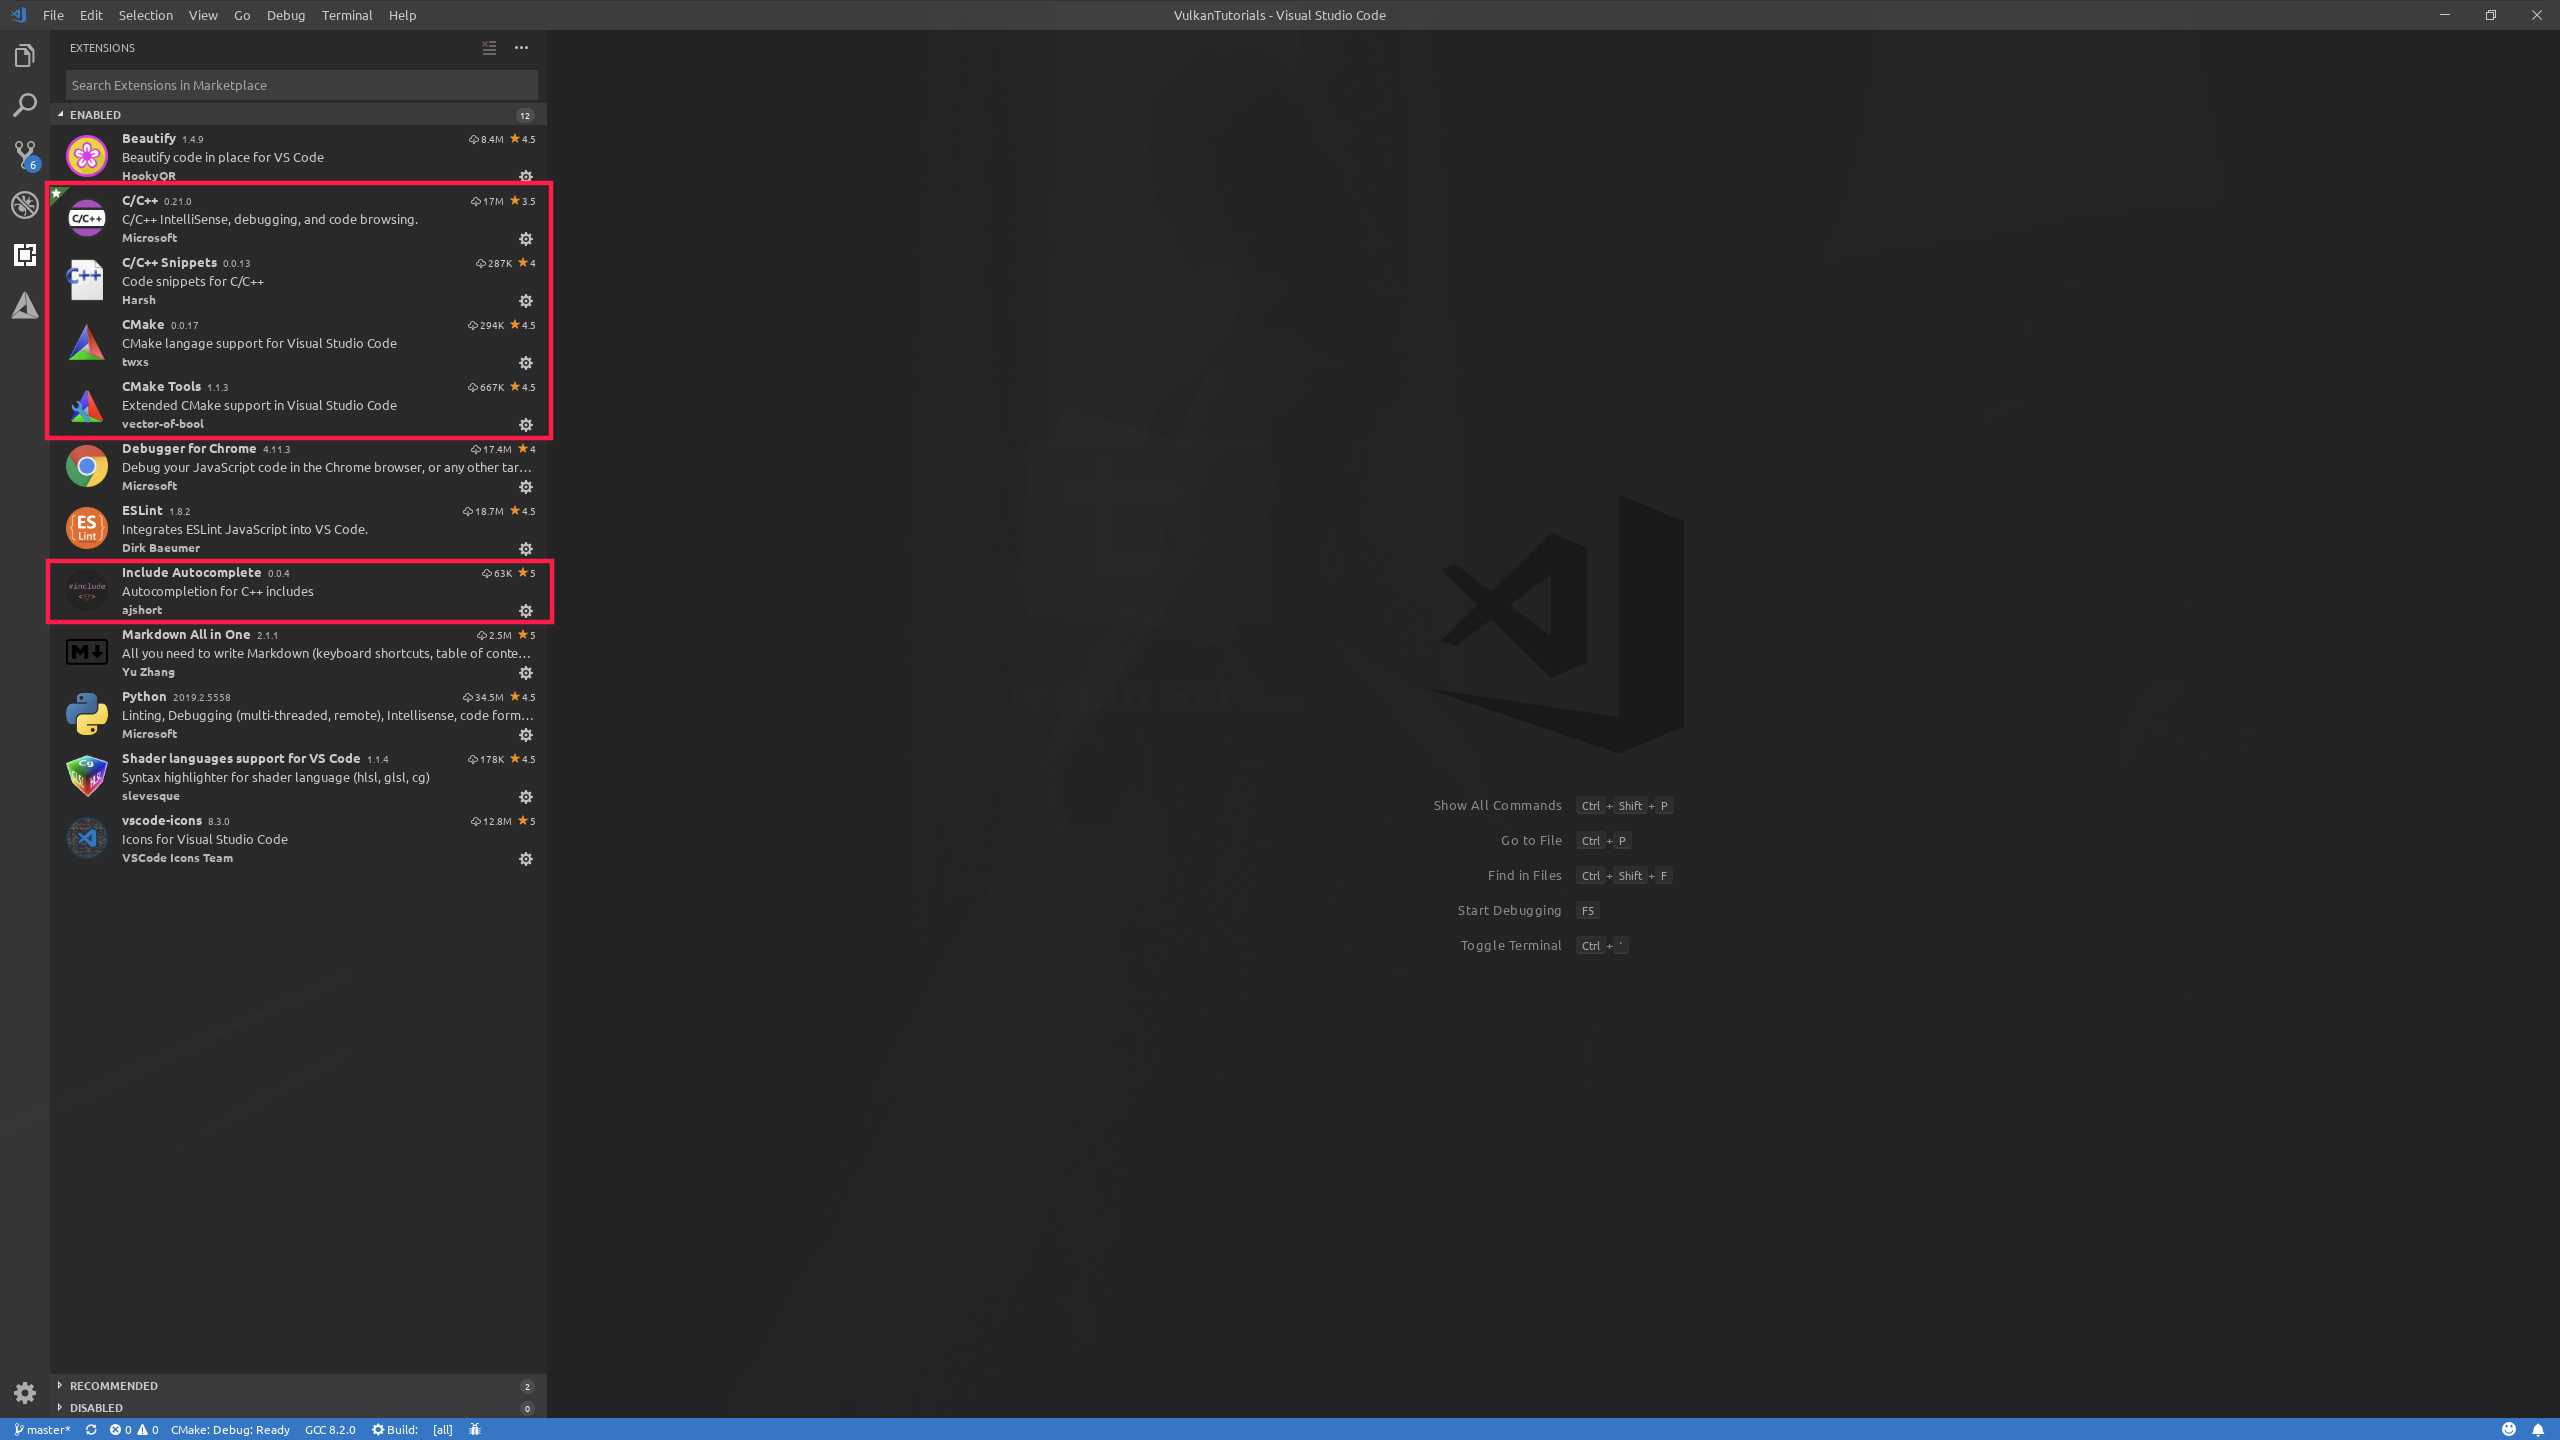 File Edit Selection View Go Debug Terminal Help
VulkanTutorials - Visual Studio Code
EXTENSIONS
Search Extensions in Marketplace
ENABLED 12
Beautify 1.4.9 8.4M 4.5
Beautify code in place for VS Code
HookyQR
C/C++ 0.21.0 17M 3.5
C/C++
C/C++ IntelliSense, debugging, and code browsing.
Microsoft
C/C++ Snippets 0.0.13 287K 4
C++
Code snippets for C/C++
Harsh
CMake 0.0.17 294K 4.5
CMake langage support for Visual Studio Code
twxs
CMake Tools 1.1.3 667K 4.5
Extended CMake support in Visual Studio Code
vector-of-bool
Debugger for Chrome 4.11.3 17.4M 4
Debug your JavaScript code in the Chrome browser, or any other tar…
Microsoft
ESLint 1.8.2 18.7M 4.5
{ES Lint}
Integrates ESLint JavaScript into VS Code.
Dirk Baeumer
Include Autocomplete 0.0.4 63K 5
#include
Autocompletion for C++ includes
ajshort
Markdown All in One 2.1.1 2.5M 5
M
All you need to write Markdown (keyboard shortcuts, table of conte…
Yu Zhang
Python 2019.2.5558 34.5M 4.5
Linting, Debugging (multi-threaded, remote), Intellisense, code form…
Microsoft
Shader languages support for VS Code 1.1.4 178K 4.5
Cg
Syntax highlighter for shader language (hlsl, glsl, cg)
slevesque
vscode-icons 8.3.0 12.8M 5
Icons for Visual Studio Code
VSCode Icons Team
6
Deepin Scre...
Show All Commands Ctrl + Shift + P
Go to File Ctrl + P
Find in Files Ctrl + Shift + F
Start Debugging F5
Toggle Terminal Ctrl + `
RECOMMENDED 2
DISABLED 0
master* 0 0 CMake: Debug: Ready GCC 8.2.0 Build: [all]